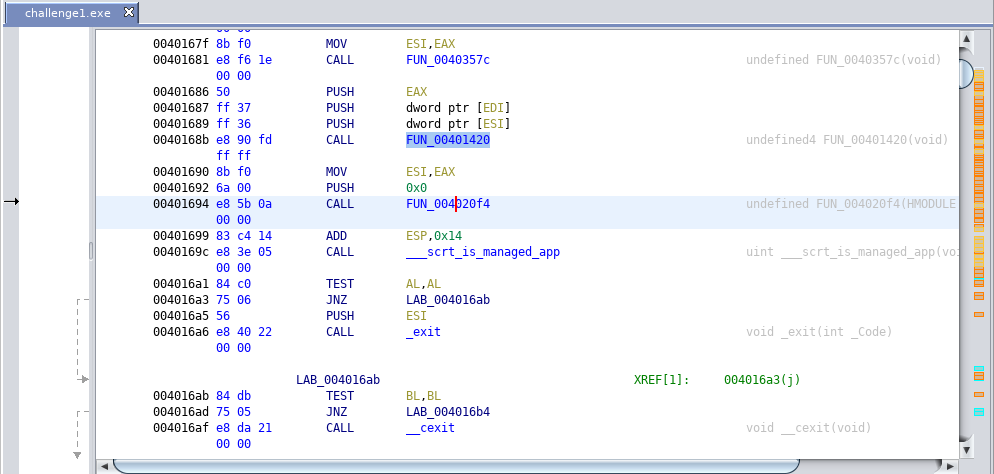 challenge1.exe
00 00
0040167f 8b f0 MOV ESI,EAX
00401681 e8 f6 1e CALL FUN_0040357c undefined FUN_0040357c(void)
00 00
00401686 50 PUSH EAX
00401687 ff 37 PUSH dword ptr [EDI]
00401689 ff 36 PUSH dword ptr [ESI]
0040168b e8 90 fd CALL FUN_00401420 undefined4 FUN_00401420(void)
ff ff
00401690 8b f0 MOV ESI,EAX
00401692 6a 00 PUSH 0x0
00401694 e8 5b 0a CALL FUN_004020f4 undefined FUN_004020f4(HMODULE
00 00
00401699 83 c4 14 ADD ESP,0x14
0040169c e8 3e 05 CALL ___scrt_is_managed_app uint ___scrt_is_managed_app(voi
00 00
004016a1 84 c0 TEST AL,AL
004016a3 75 06 JNZ LAB_004016ab
004016a5 56 PUSH ESI
004016a6 e8 40 22 CALL _exit void _exit(int _Code)
00 00
LAB_004016ab XREF[1]: 004016a3(j)
004016ab 84 db TEST BL,BL
004016ad 75 05 JNZ LAB_004016b4
004016af e8 da 21 CALL __cexit void __cexit(void)
00 00